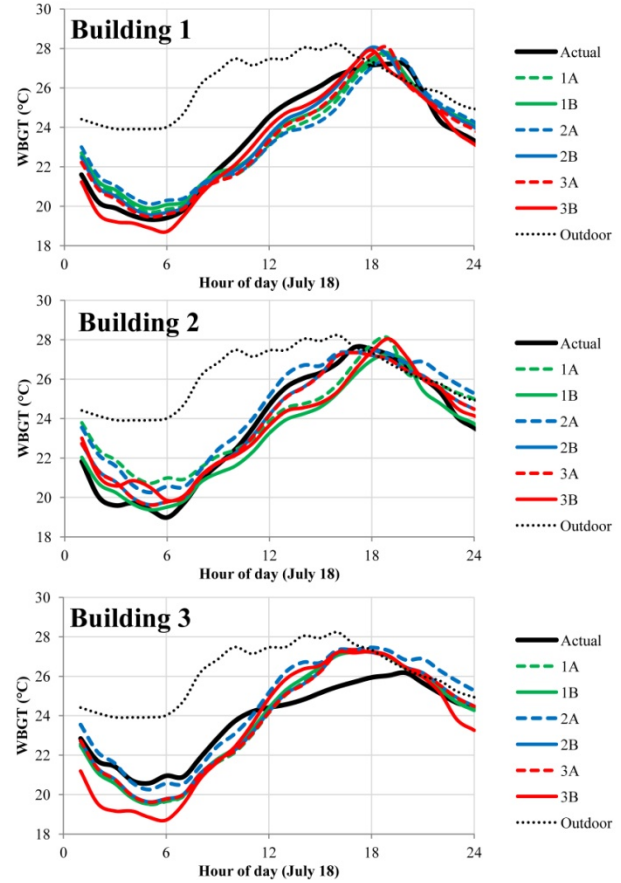 Building 1
30
28
26
24
22
20
18
WBGT (°C)
0 6 12 18 24
Hour of day (July 18)
Actual
1A
1B
2A
2B
3A
3B
Outdoor
Building 2
30
28
26
24
22
20
18
WBGT (°C)
0 6 12 18 24
Hour of day (July 18)
Actual
1A
1B
2A
2B
3A
3B
Outdoor
Building 3
30
28
26
24
22
20
18
WBGT (°C)
0 6 12 18 24
Hour of day (July 18)
Actual
1A
1B
2A
2B
3A
3B
Outdoor